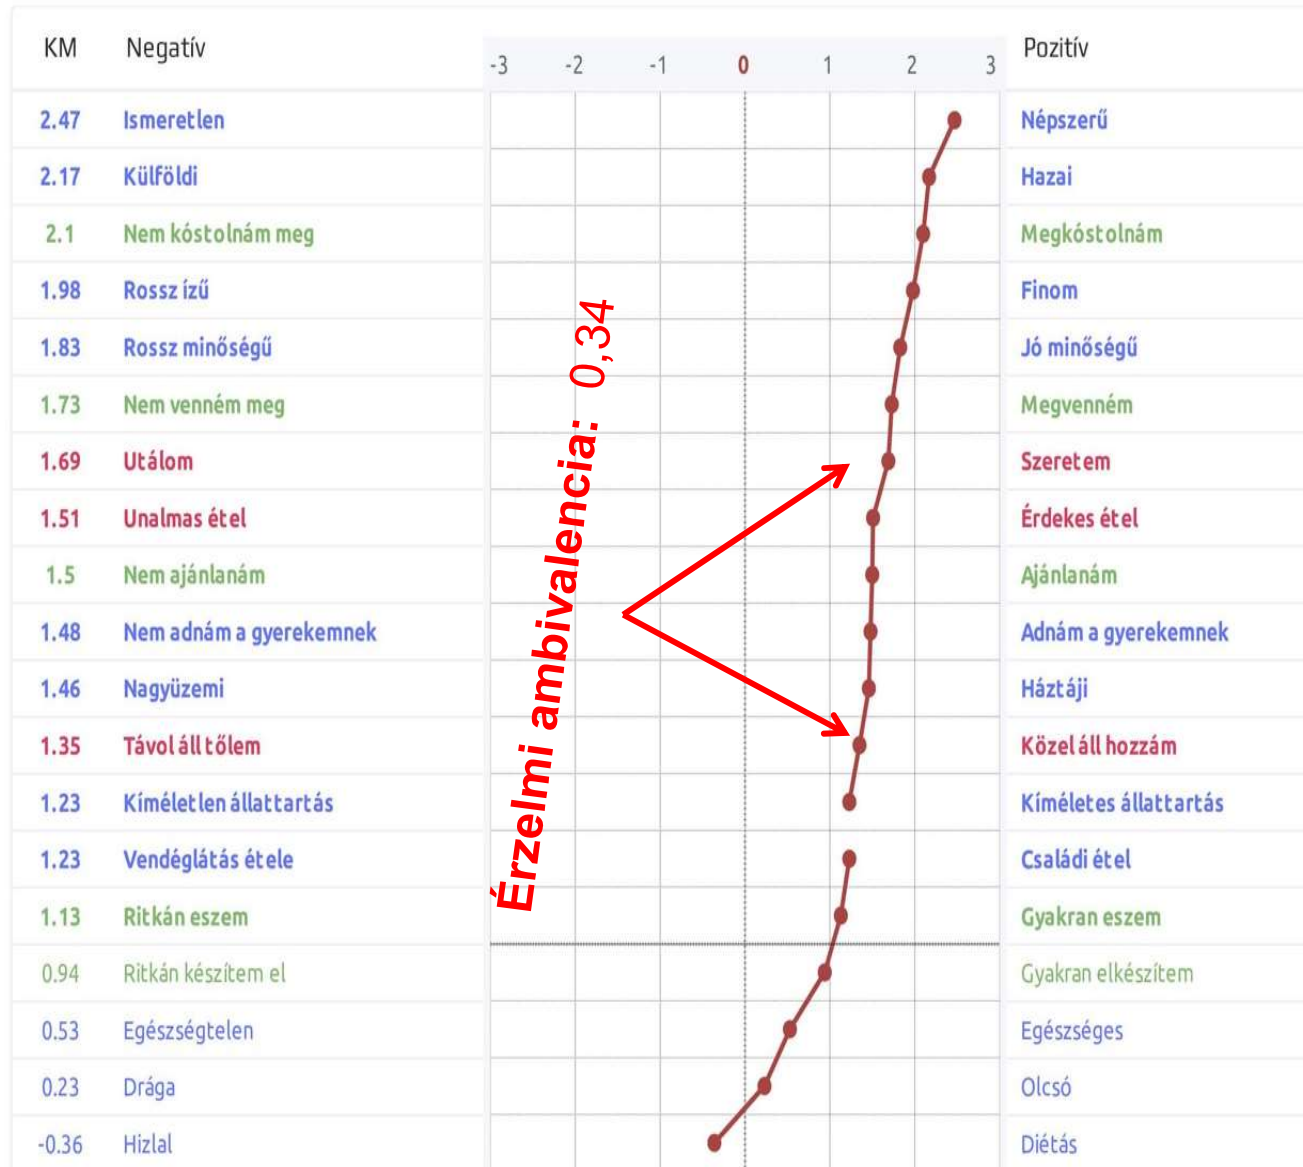 KM Negatív -3 -2 -1 0 1 2 3 Pozitív
2.47 Ismeretlen Népszerű
2.17 Külföldi Hazai
2.1 Nem kóstolnám meg Megkóstolnám
1.98 Rossz ízű Finom
1.83 Rossz minőségű Jó minőségű
1.73 Nem venném meg Megvenném
1.69 Utálom Szeretem
1.51 Unalmas étel Érdekes étel
1.5 Nem ajánlanám Ajánlanám
1.48 Nem adnám a gyerekemnek Adnám a gyerekemnek
1.46 Nagyüzemi Háztáji
1.35 Távol áll tőlem Közel áll hozzám
1.23 Kíméletlen állattartás Kíméletes állattartás
1.23 Vendéglátás étele Családi étel
1.13 Ritkán eszem Gyakran eszem
0.94 Ritkán készítem el Gyakran elkészítem
0.53 Egészségtelen Egészséges
0.23 Drága Olcsó
-0.36 Hizlal Diétás
Érzelmi ambivalencia: 0,34